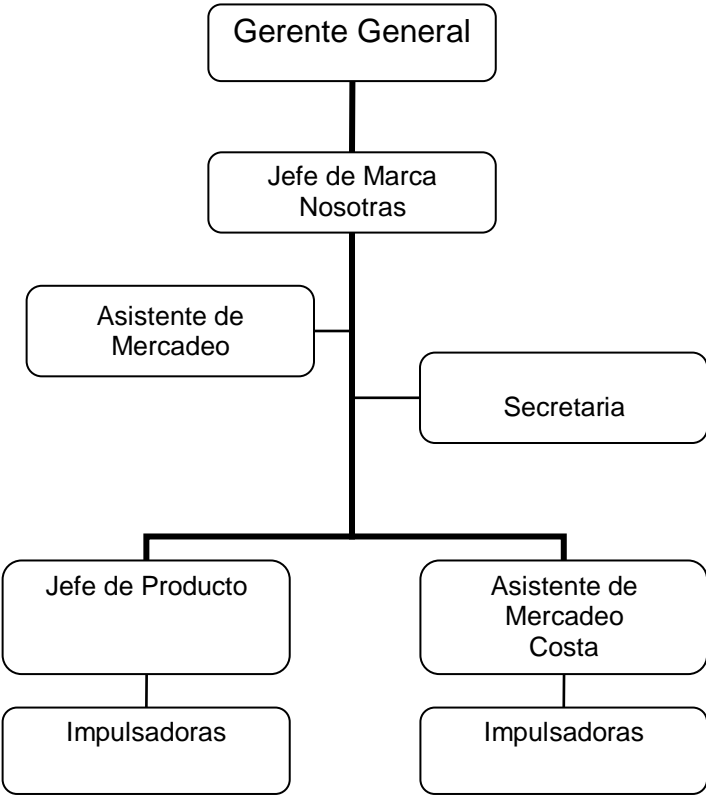 Gerente General
Jefe de Marca
Nosotras
Asistente de
Mercadeo
Secretaria
Jefe de Producto
Asistente de
Mercadeo
Costa
Impulsadoras
Impulsadoras